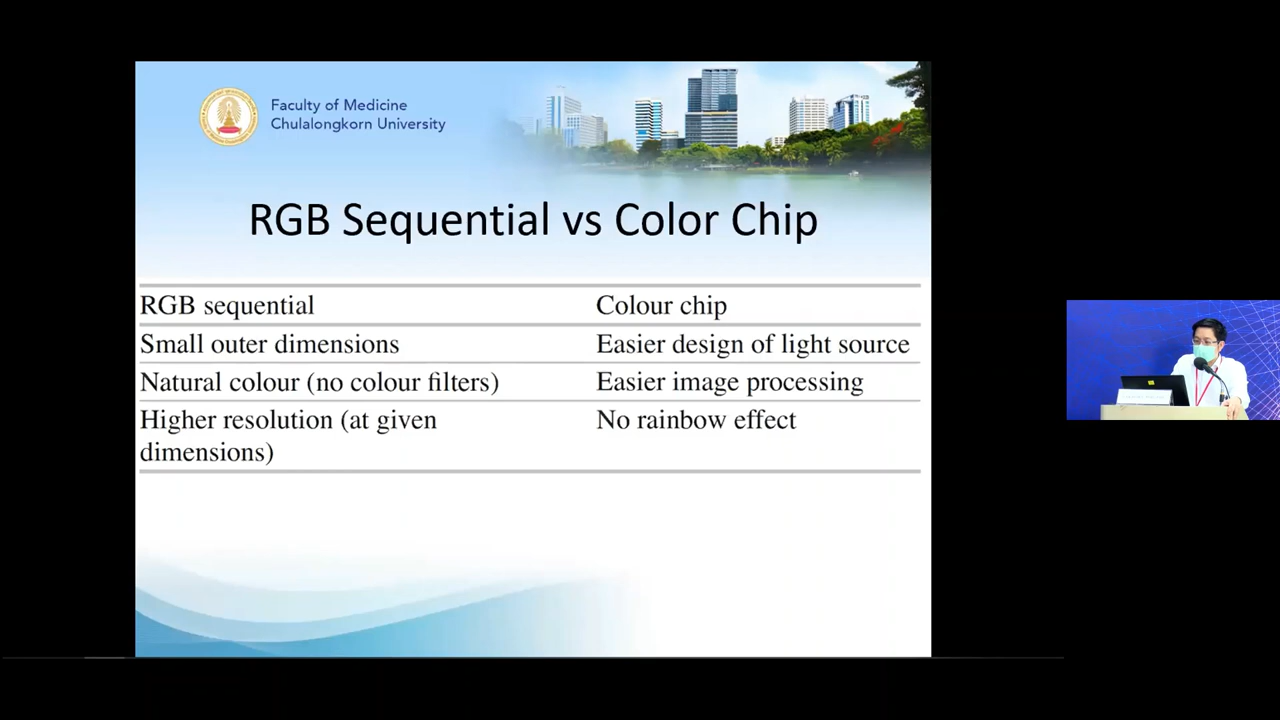 Faculty of Medicine
Chulalongkorn University
RGB Sequential vs Color Chip
RGB sequential Colour chip
Small outer dimensions Easier design of light source
Natural colour (no colour filters) Easier image processing
Higher resolution (at given No rainbow effect
dimensions)